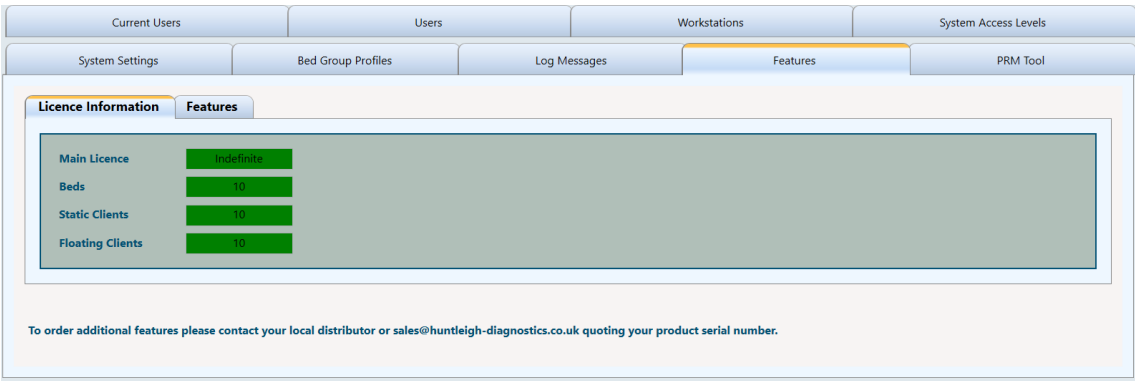 Current Users Users Workstations System Access Levels
System Settings Bed Group Profiles Log Messages Features PRM Tool
Licence Information Features
Main Licence Indefinite
Beds 10
Static Clients 10
Floating Clients 10
To order additional features please contact your local distributor or sales@huntleigh-diagnostics.co.uk quoting your product serial number.